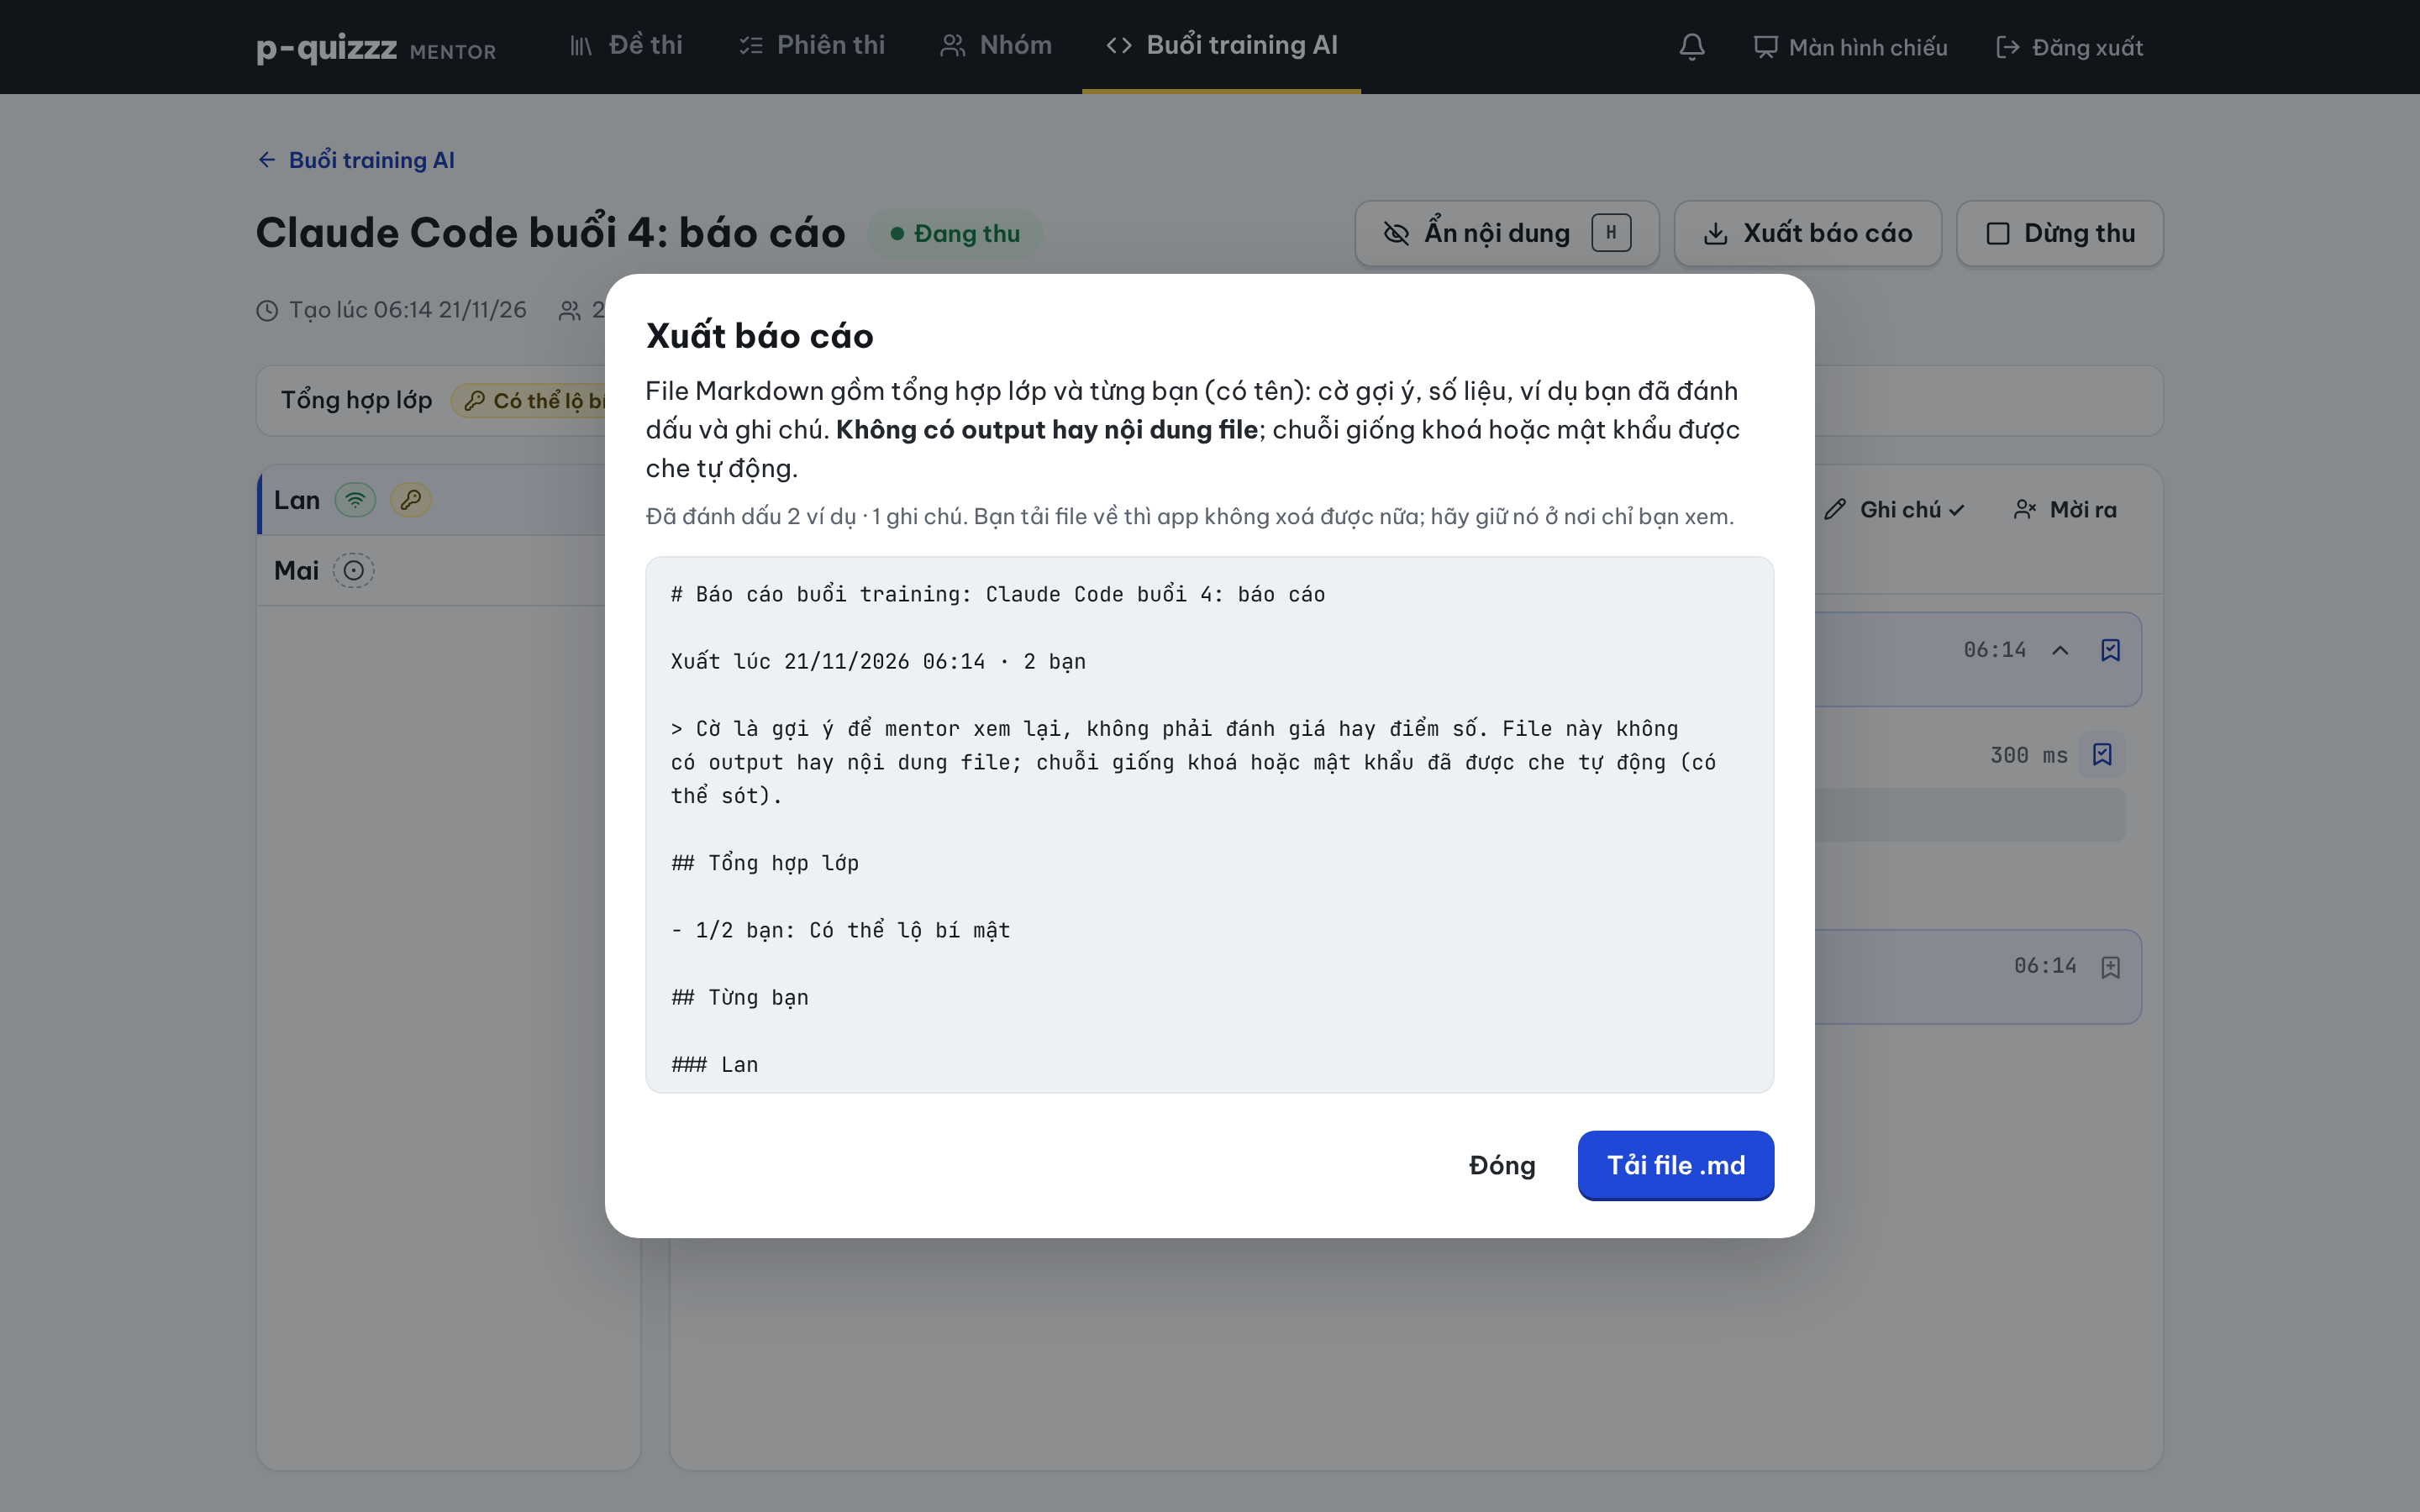 p-quizzz MENTOR
Đề thi
Phiên thi
Nhóm
Buổi training AI
Màn hình chiếu
Đăng xuất
Buổi training AI
Claude Code buổi 4: báo cáo
Đang thu
Ẩn nội dung H
Xuất báo cáo
Dừng thu
Tạo lúc 06:14 21/11/26
2
Tổng hợp lớp
Có thể lộ
Lan
Mai
Ghi chú
Mời ra
06:14
300 ms
06:14
Xuất báo cáo
File Markdown gồm tổng hợp lớp và từng bạn (có tên): cờ gợi ý, số liệu, ví dụ bạn đã đánh
dấu và ghi chú. Không có output hay nội dung file; chuỗi giống khoá hoặc mật khẩu được
che tự động.
Đã đánh dấu 2 ví dụ · 1 ghi chú. Bạn tải file về thì app không xoá được nữa; hãy giữ nó ở nơi chỉ bạn xem.
# Báo cáo buổi training: Claude Code buổi 4: báo cáo
Xuất lúc 21/11/2026 06:14 · 2 bạn
> Cờ là gợi ý để mentor xem lại, không phải đánh giá hay điểm số. File này không
có output hay nội dung file; chuỗi giống khoá hoặc mật khẩu đã được che tự động (có
thể sót).
## Tổng hợp lớp
- 1/2 bạn: Có thể lộ bí mật
## Từng bạn
### Lan
Đóng
Tải file .md